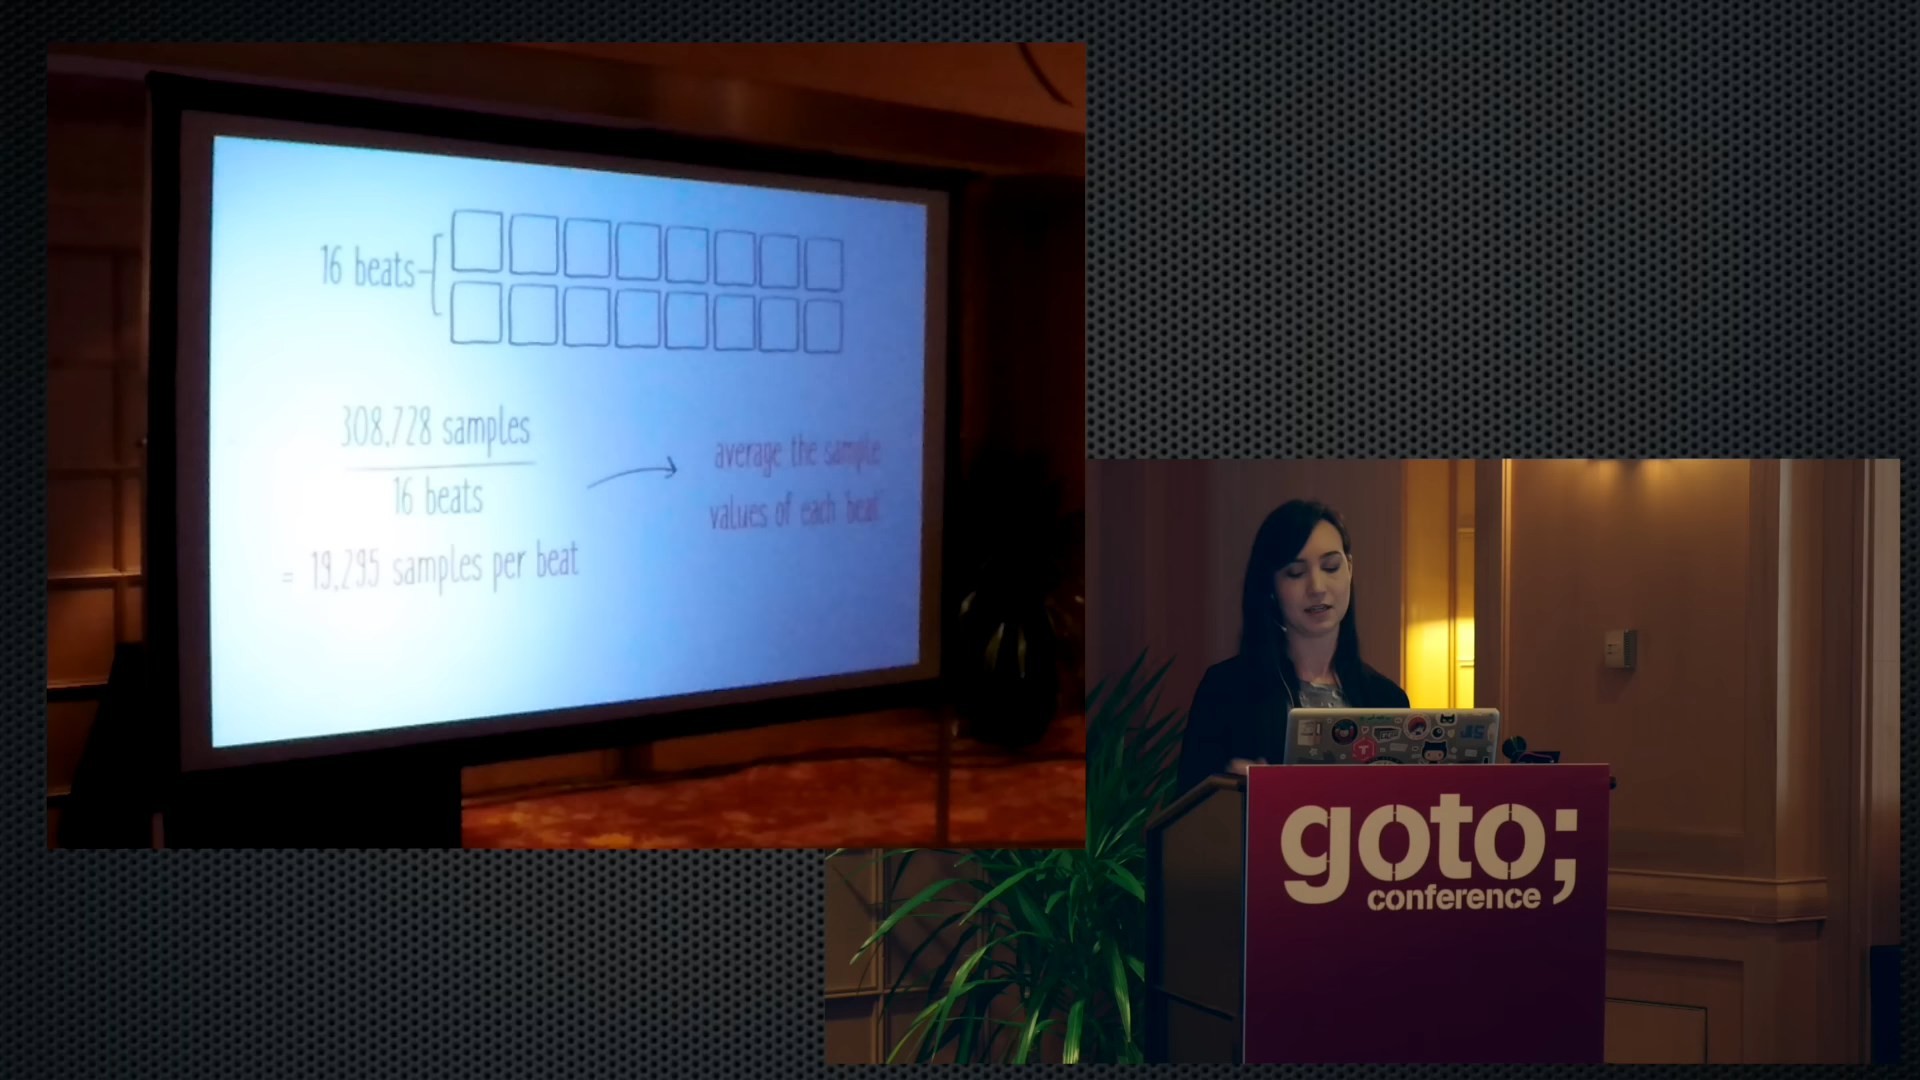 16 beats
308,728 samples
16 beats
= 19,295 samples per beat
average the sample
values of each 'beat'
JS
goto;
conference